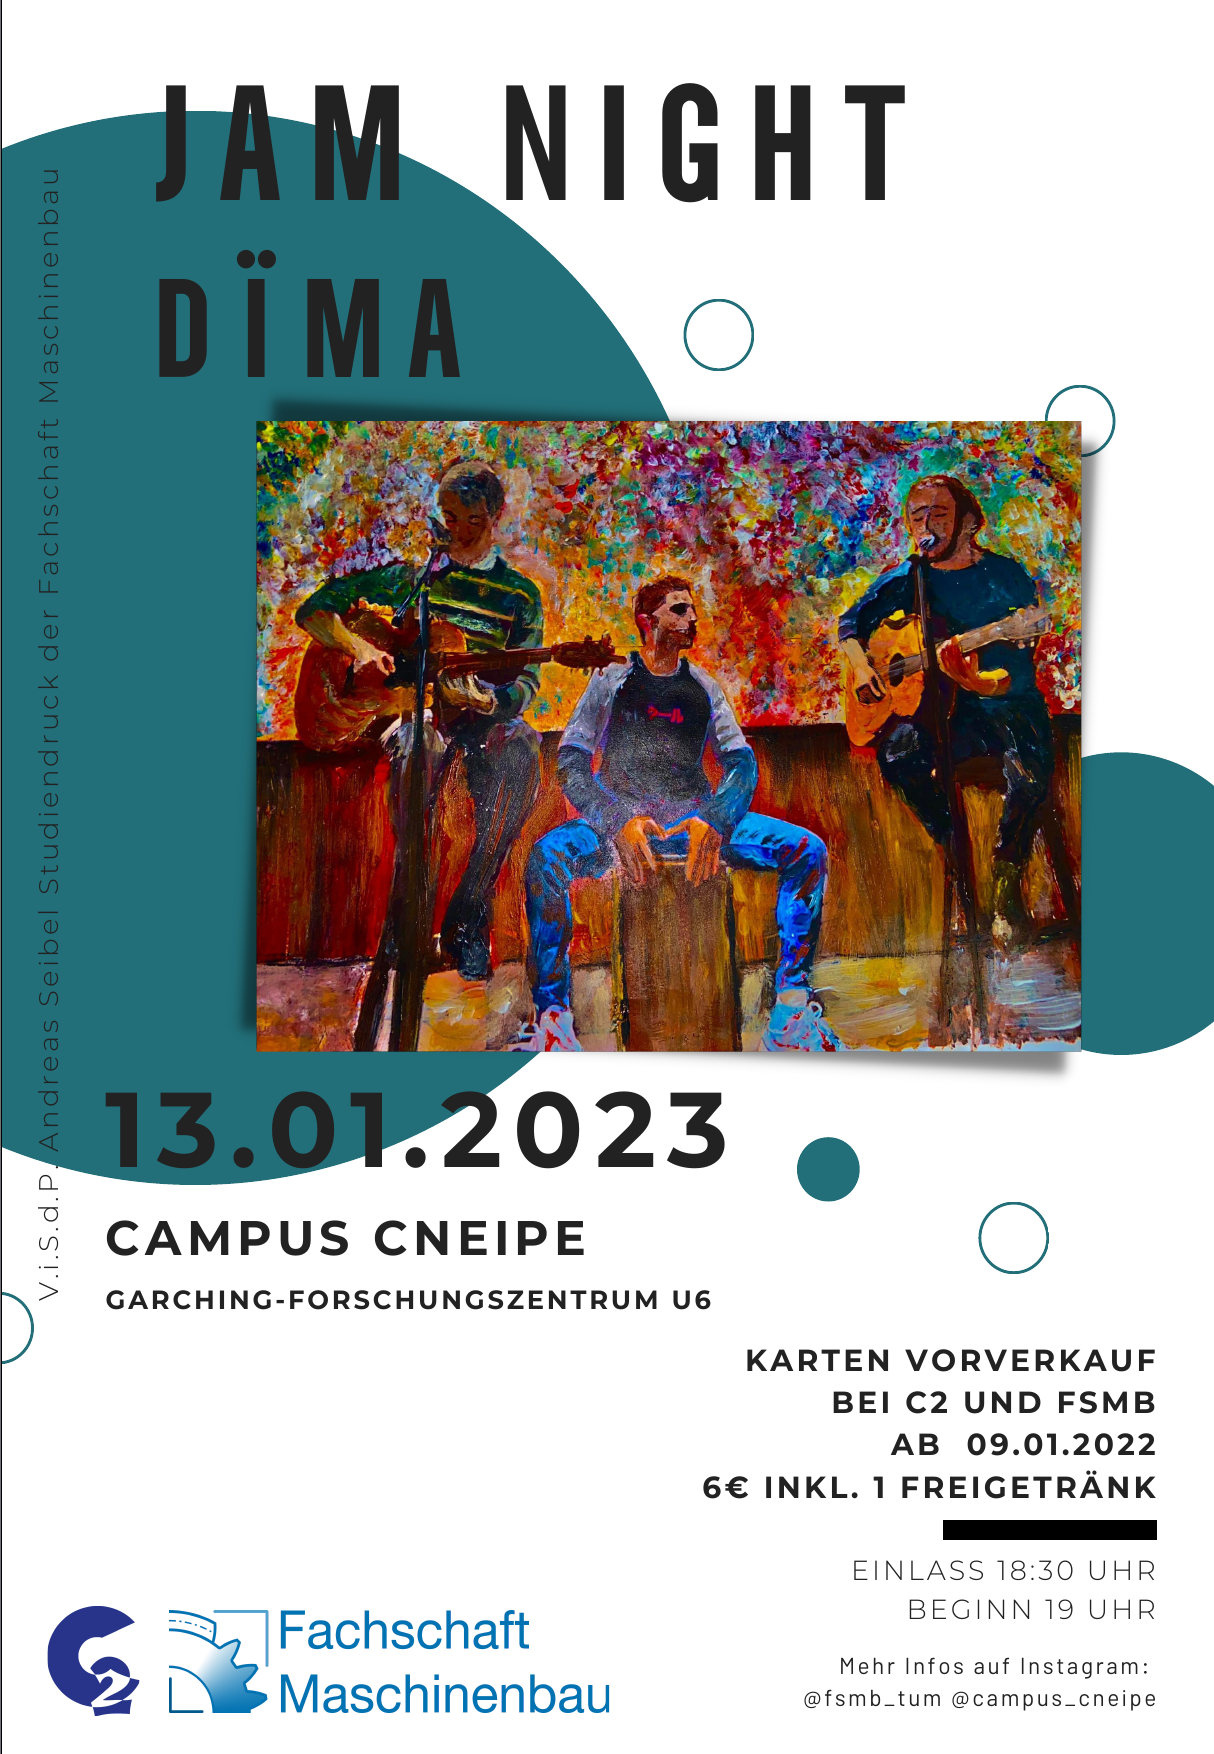 JAM NIGHT
DÏMA
V.i.S.d.P. Andreas Seibel Studiendruck der Fachschaft Maschinenbau
13.01.2023
CAMPUS CNEIPE
GARCHING-FORSCHUNGSZENTRUM U6
KARTEN VORVERKAUF
BEI C2 UND FSMB
AB 09.01.2022
6€ INKL. 1 FREIGETRÄNK
EINLASS 18:30 UHR
BEGINN 19 UHR
Mehr Infos auf Instagram:
@fsmb_tum @campus_cneipe
C2
Fachschaft
Maschinenbau